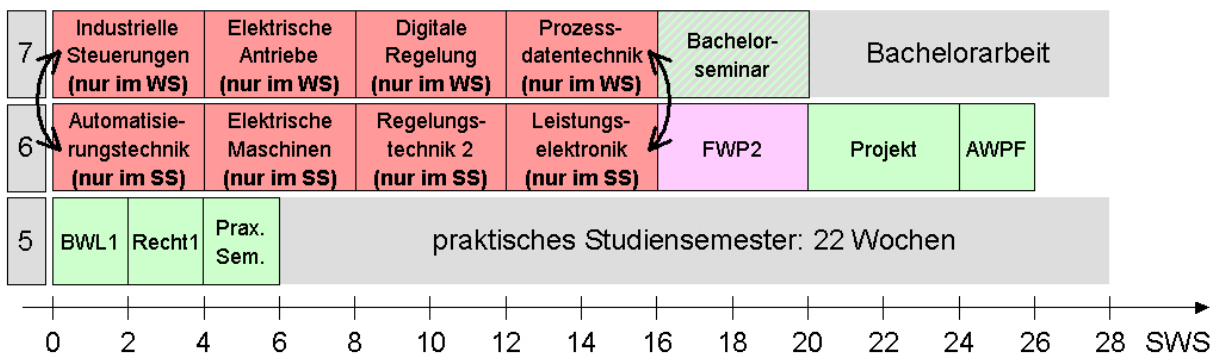 7
Industrielle
Steuerungen
(nur im WS)
Elektrische
Antriebe
(nur im WS)
Digitale
Regelung
(nur im WS)
Prozess-
datentechnik
(nur im WS)
Bachelor-
seminar
Bachelorarbeit
6
Automatisie-
rungstechnik
(nur im SS)
Elektrische
Maschinen
(nur im SS)
Regelungs-
technik 2
(nur im SS)
Leistungs-
elektronik
(nur im SS)
FWP2
Projekt
AWPF
5
BWL1
Recht1
Prax.
Sem.
praktisches Studiensemester: 22 Wochen
0 2 4 6 8 10 12 14 16 18 20 22 24 26 28 SWS